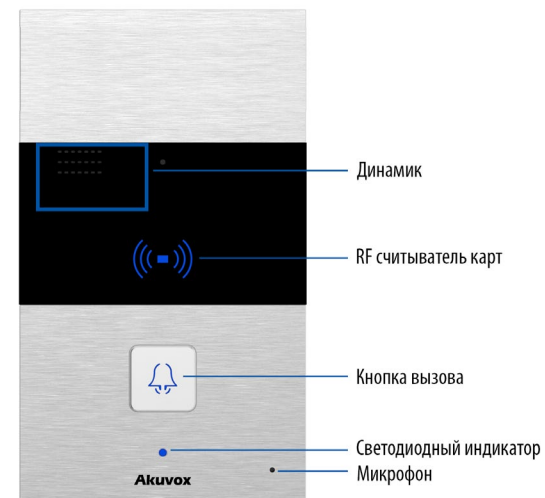 Динамик
RF считыватель карт
Кнопка вызова
Светодиодный индикатор
Akuvox
Микрофон